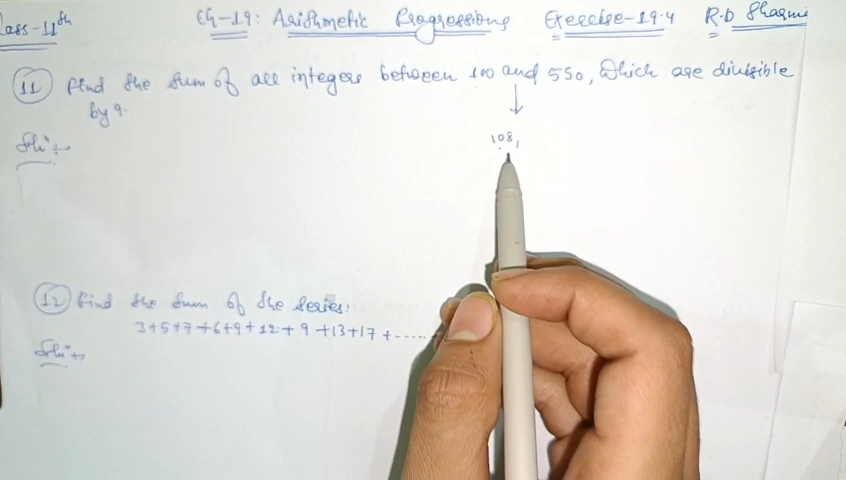 Class-11th Ch-19: Arithmetic Progressions Exercise-19.4 R.D Sharma
11 Find the sum of all integers between 100 and 550, which are divisible
by 9.
Solⁿ:→ 108,
12 Find the sum of the series:
3+5+7+6+9+12+9+13+17+......
Solⁿ:→